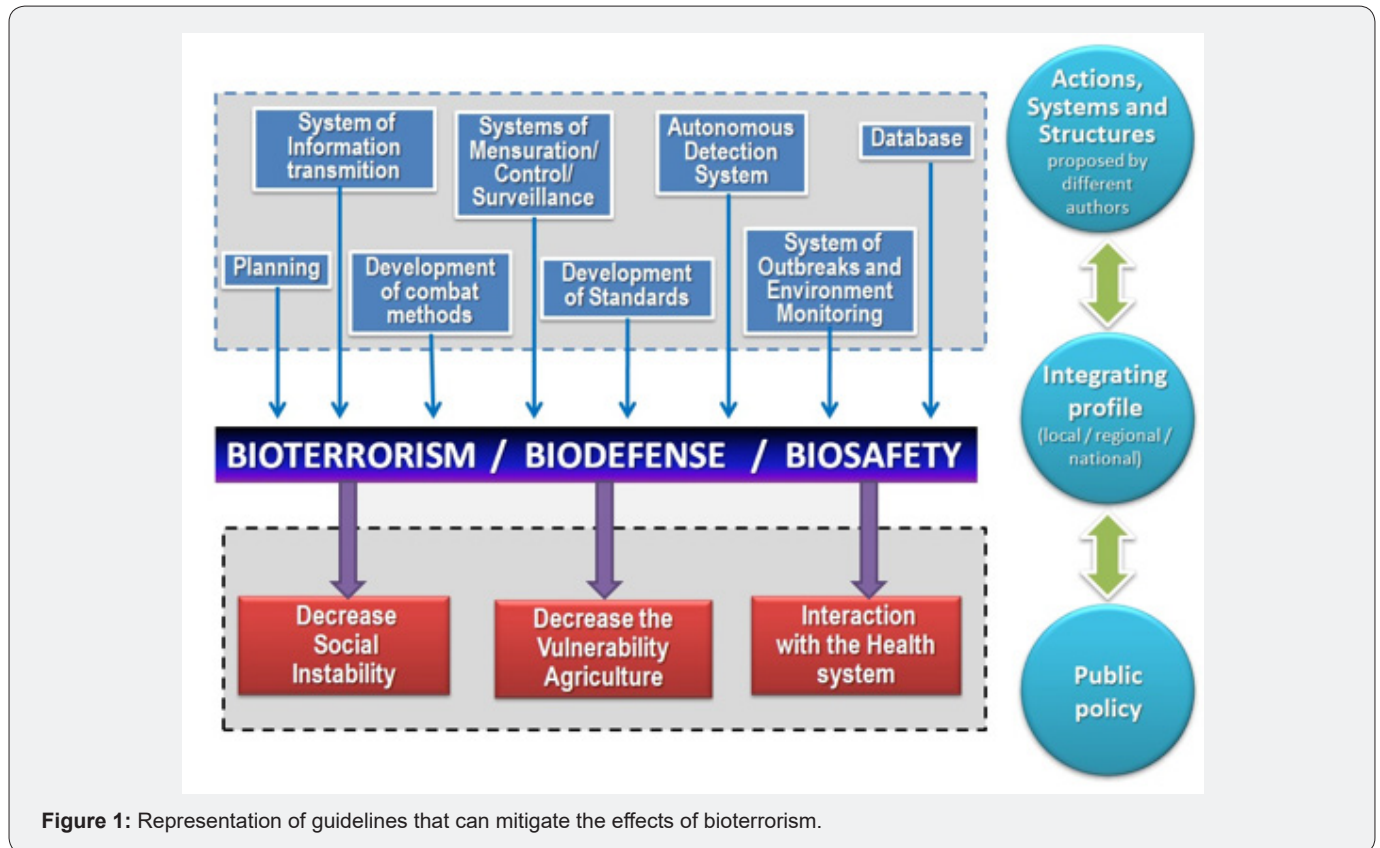 System of
Information
transmition
Systems of
Mensuration/
Control/
Surveillance
Autonomous
Detection
System
Database
Planning
Development
of combat
methods
Development
of Standards
System of
Outbreaks and
Environment
Monitoring
BIOTERRORISM / BIODEFENSE / BIOSAFETY
Decrease
Social
Instability
Decrease the
Vulnerability
Agriculture
Interaction
with the Health
system
Actions,
Systems and
Structures
proposed by
different
authors
Integrating
profile
(local / regional /
national)
Public
policy
Figure 1: Representation of guidelines that can mitigate the effects of bioterrorism.